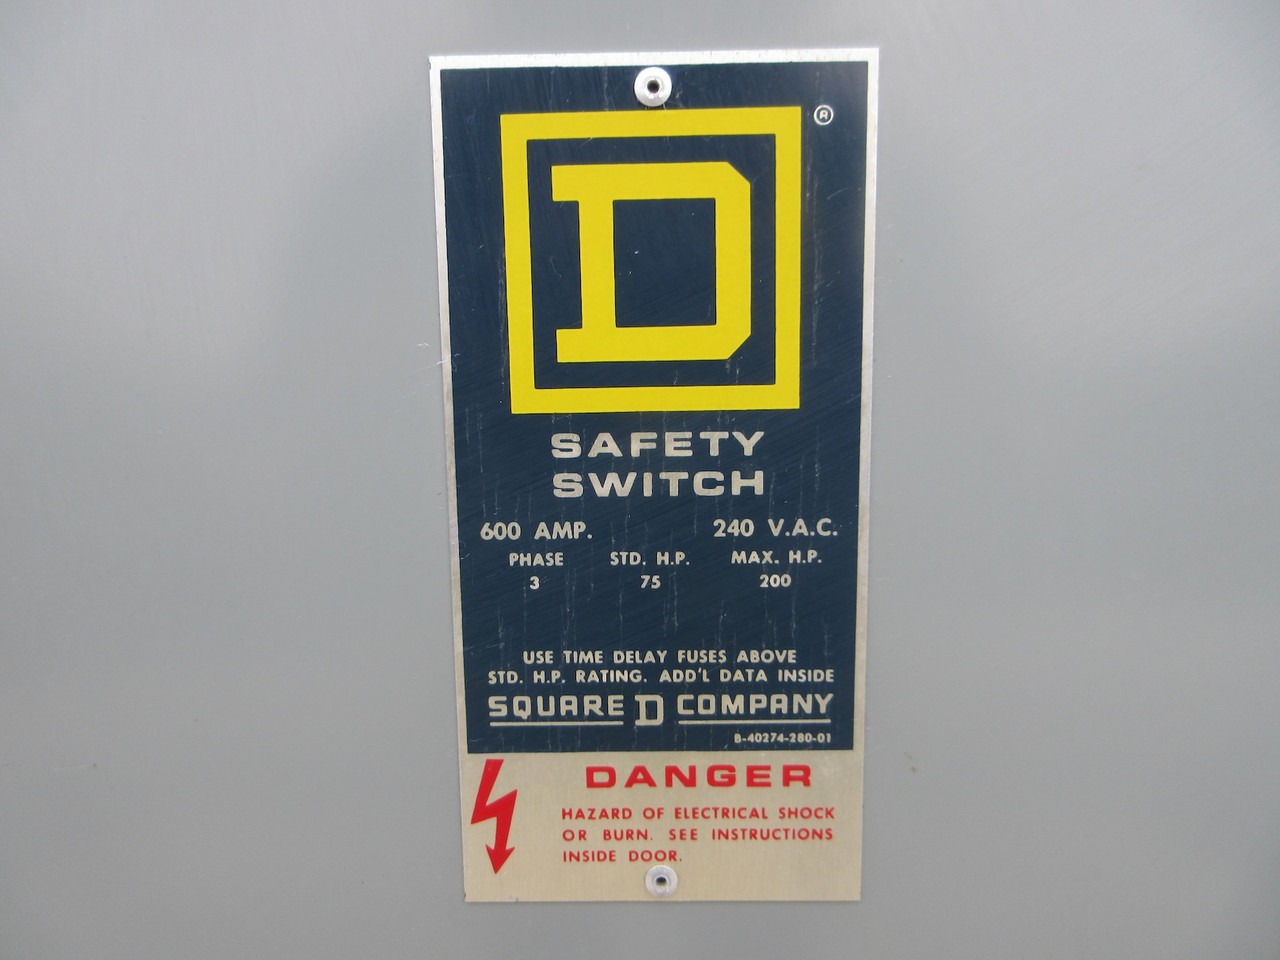 ®
D
SAFETY
SWITCH
600 AMP. 240 V.A.C.
PHASE STD. H.P. MAX. H.P.
3 75 200
USE TIME DELAY FUSES ABOVE
STD. H.P. RATING. ADD'L DATA INSIDE
SQUARE D COMPANY
B-40274-280-01
DANGER
HAZARD OF ELECTRICAL SHOCK
OR BURN. SEE INSTRUCTIONS
INSIDE DOOR.